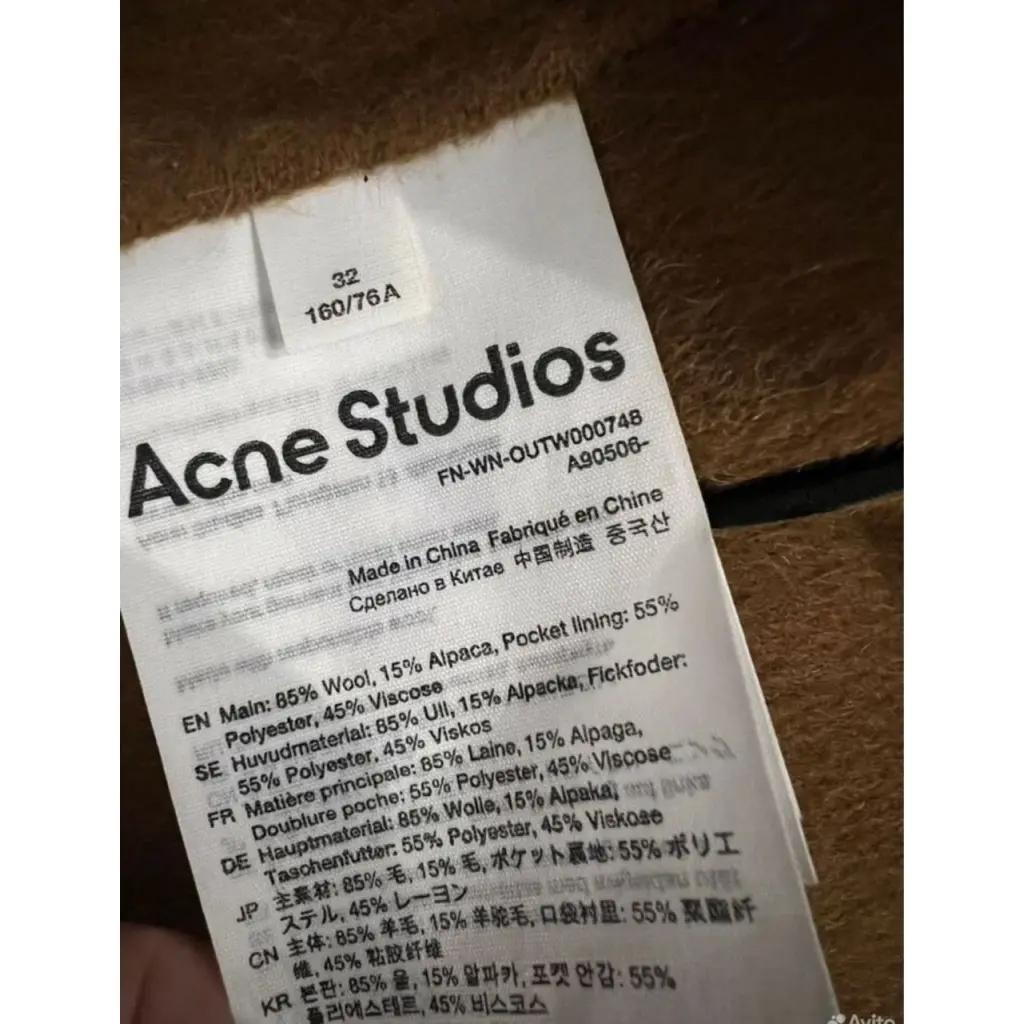 32
160/76A
Acne Studios
FN-WN-OUTW000748
A90506-
Made in China Fabriqué en Chine
Сделано в Китае 中国制造 중국산
EN Main: 85% Wool, 15% Alpaca, Pocket lining: 55%
Polyester, 45% Viscose
SE Huvudmaterial: 85% Ull, 15% Alpacka, Fickfoder:
55% Polyester, 45% Viskos
FR Matière principale: 85% Laine, 15% Alpaga,
Doublure poche: 55% Polyester, 45% Viscose
DE Hauptmaterial: 85% Wolle, 15% Alpaka,
Taschenfutter: 55% Polyester, 45% Viskose
JP 主素材: 85% 毛, 15% 毛, ポケット裏地: 55% ポリエ
ステル, 45% レーヨン
CN 主体: 85% 羊毛, 15% 羊驼毛, 口袋衬里: 55% 聚酯纤
维, 45% 粘胶纤维
KR 본판: 85% 울, 15% 알파카, 포켓 안감: 55%
폴리에스테르, 45% 비스코스
Avito